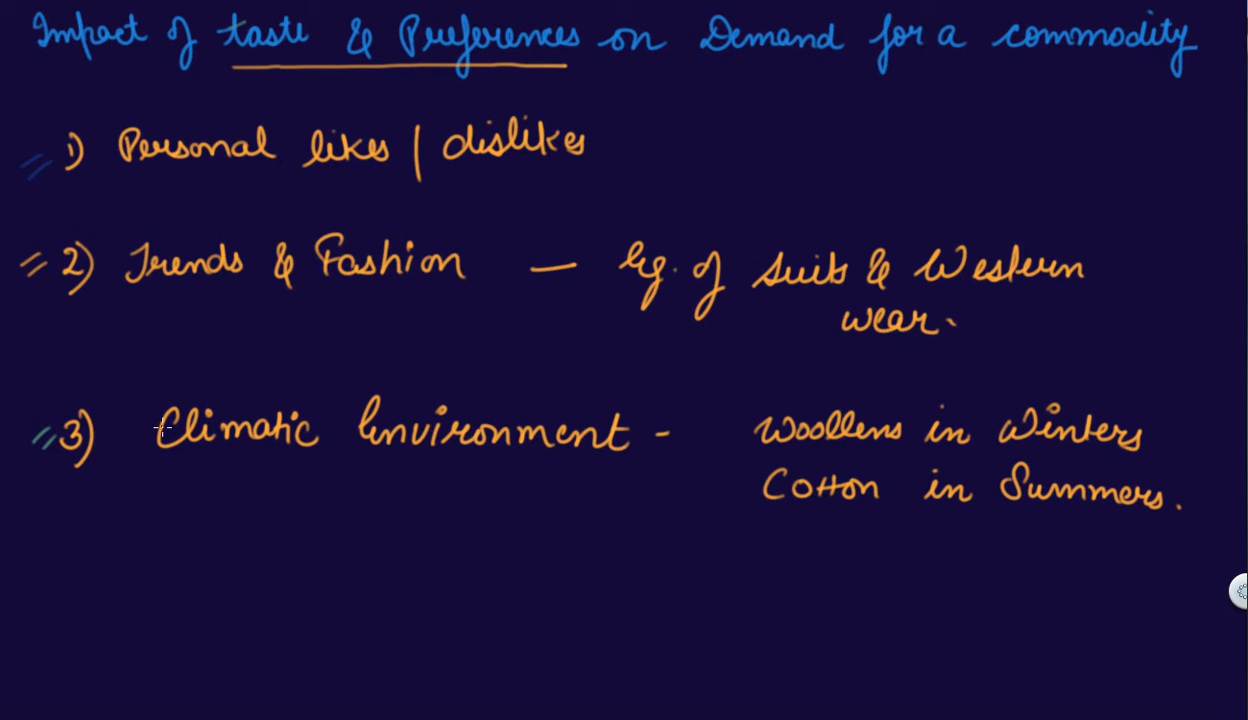 Impact of taste & Preferences on Demand for a commodity
1) Personal likes | dislikes
2) Trends & Fashion — eg. of suits & Western
wear.
3) Climatic Environment - Woollens in Winters
Cotton in Summers.